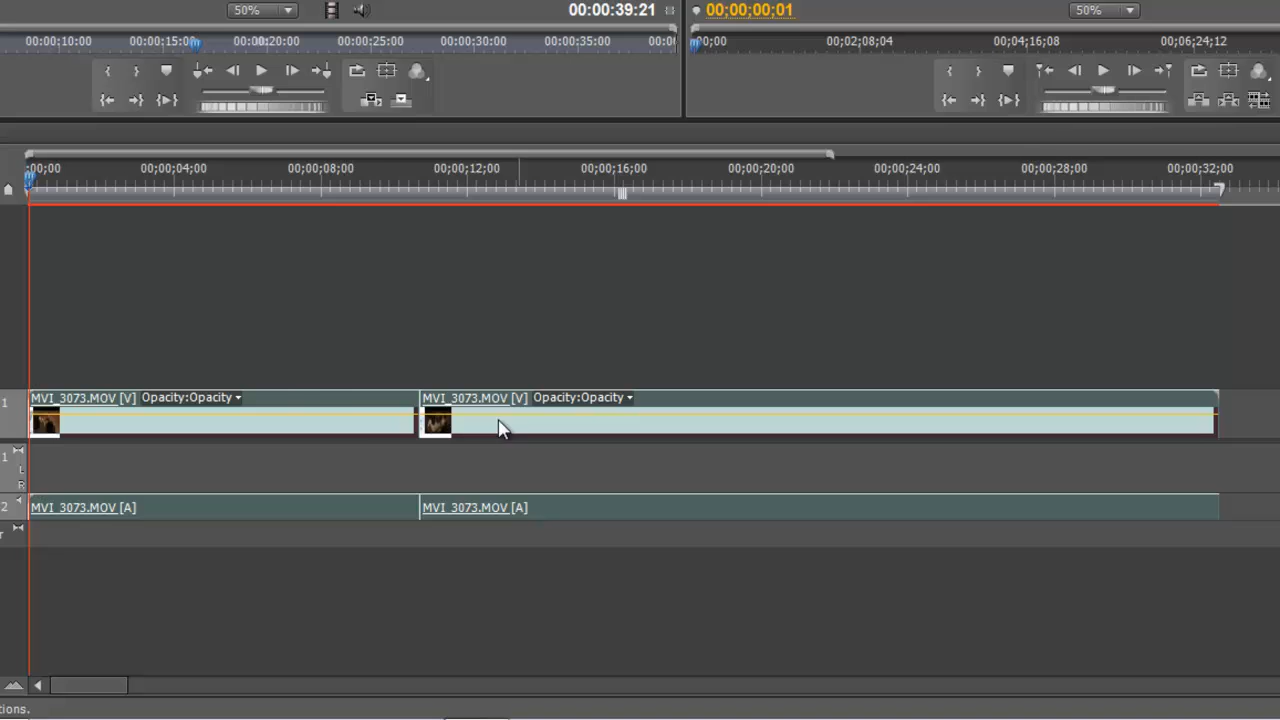 50% 00:00:39:21 00;00;00;01 50%
00:00:10:00 00:00:15:00 00:00:20:00 00:00:25:00 00:00:30:00 00:00:35:00 00:0 00;00 00;02;08;04 00;04;16;08 00;06;24;12
:00;00 00;00;04;00 00;00;08;00 00;00;12;00 00;00;16;00 00;00;20;00 00;00;24;00 00;00;28;00 00;00;32;00
MVI_3073.MOV [V] Opacity:Opacity MVI_3073.MOV [V] Opacity:Opacity
1
1
L
R
2 MVI_3073.MOV [A] MVI_3073.MOV [A]
r
tions.